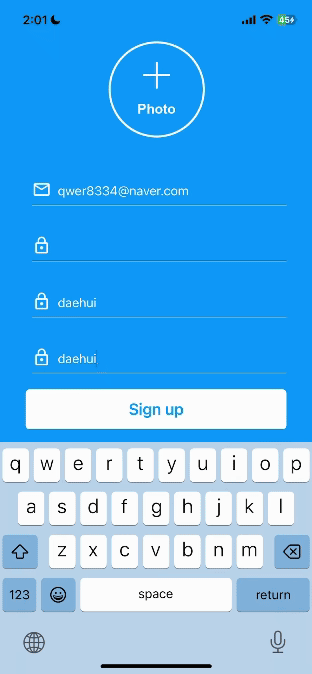 2:01
45
Photo
qwer8334@naver.com
daehui
daehui
Sign up
q w e r t y u i o p
a s d f g h j k l
z x c v b n m
123 space return